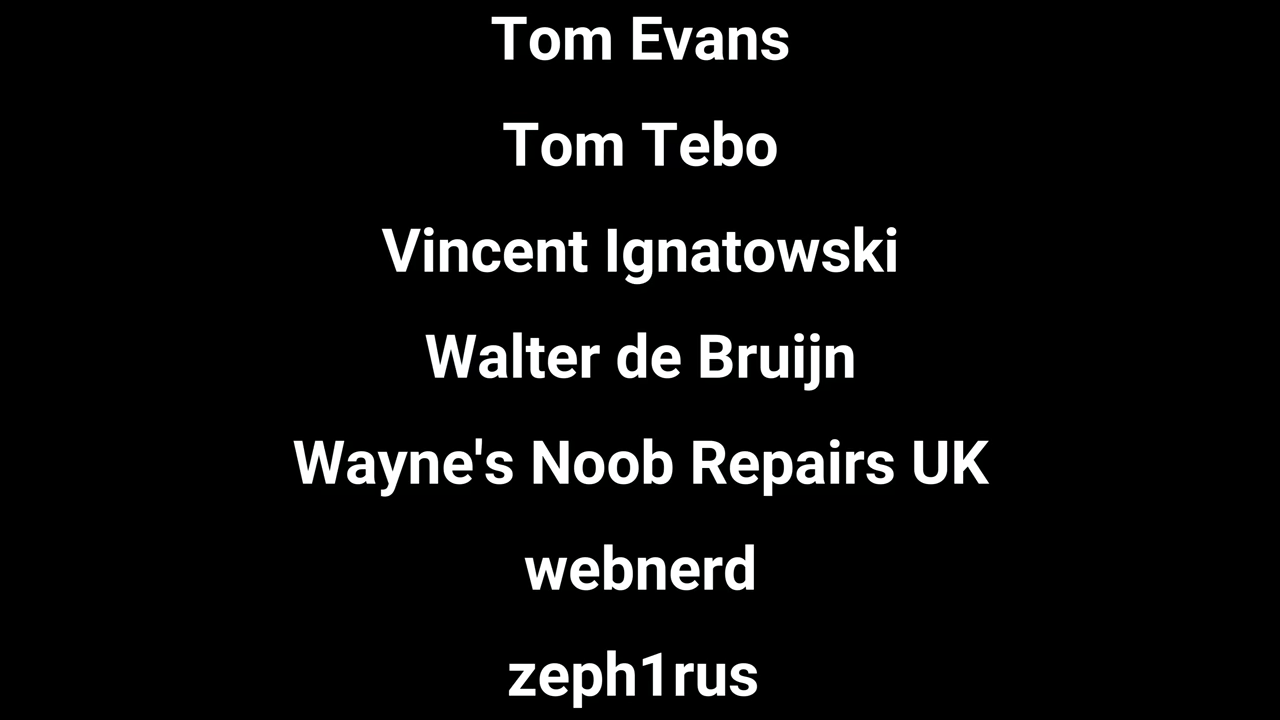 Tom Evans
Tom Tebo
Vincent Ignatowski
Walter de Bruijn
Wayne's Noob Repairs UK
webnerd
zeph1rus